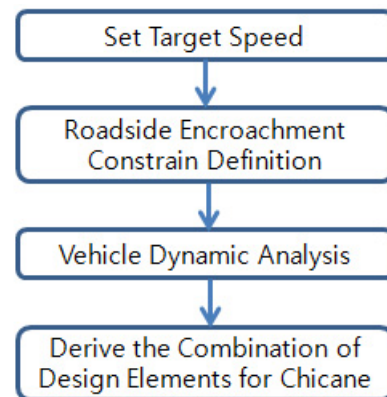 Set Target Speed
Roadside Encroachment
Constrain Definition
Vehicle Dynamic Analysis
Derive the Combination of
Design Elements for Chicane